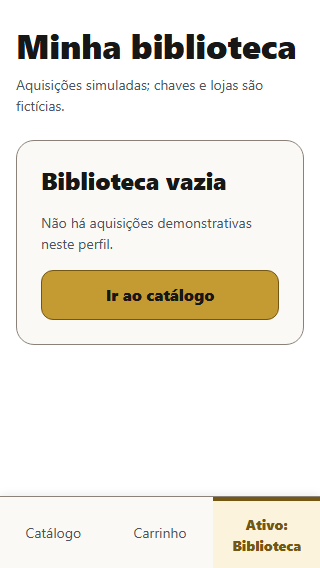 Minha biblioteca
Aquisições simuladas; chaves e lojas são
fictícias.
Biblioteca vazia
Não há aquisições demonstrativas
neste perfil.
Ir ao catálogo
Catálogo
Carrinho
Ativo:
Biblioteca